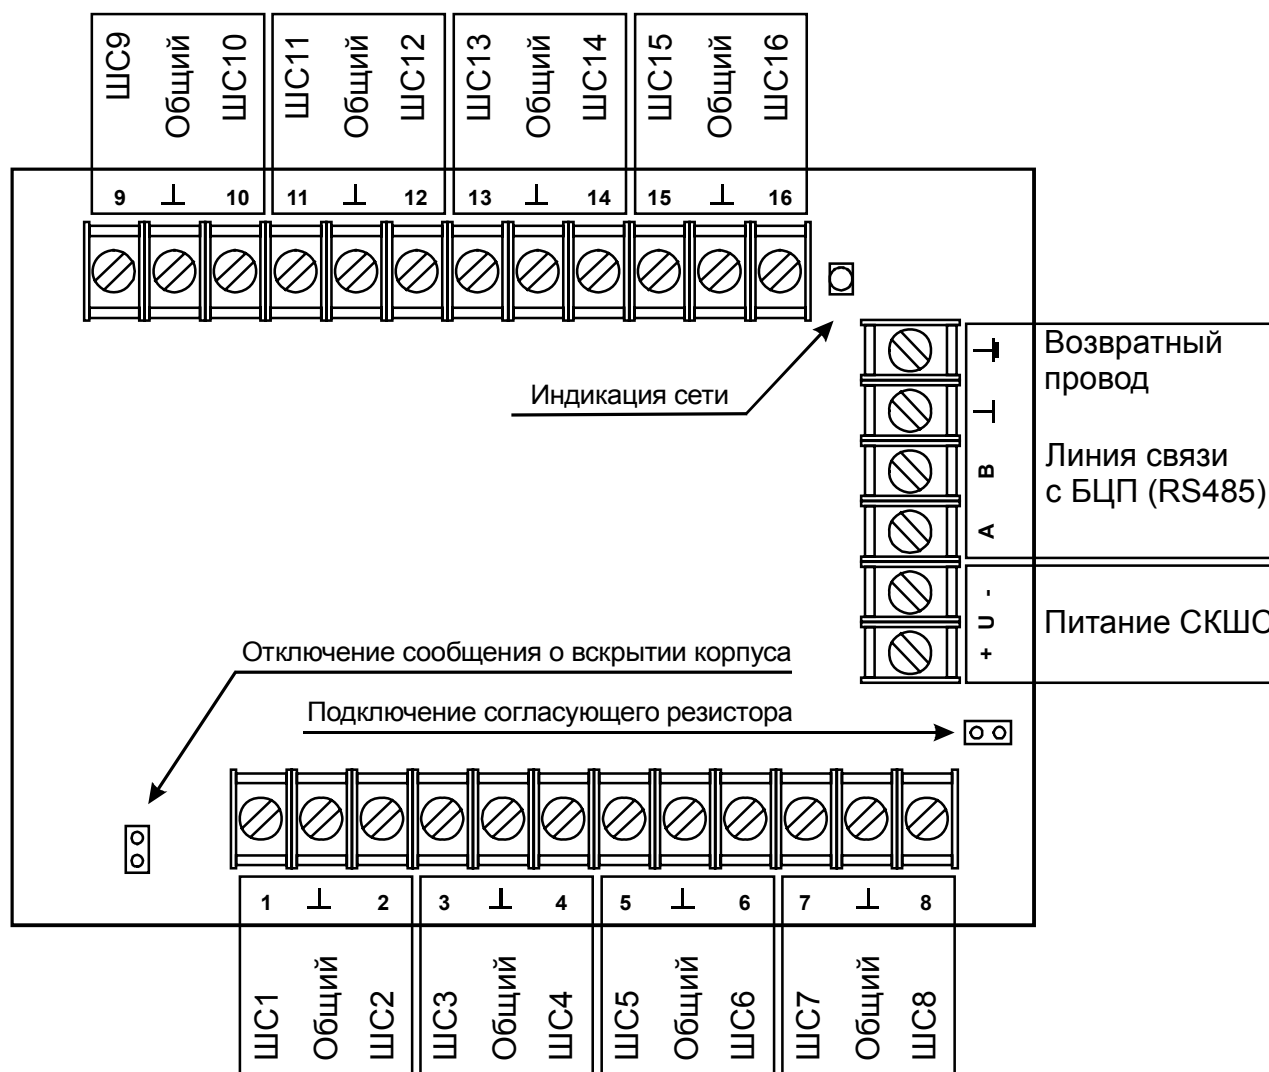 ШС9 Общий ШС10 ШС11 Общий ШС12 ШС13 Общий ШС14 ШС15 Общий ШС16
9 ⊥ 10 11 ⊥ 12 13 ⊥ 14 15 ⊥ 16
Индикация сети
Возвратный
провод
⊥
⊥
B
Линия связи
с БЦП (RS485)
A
+ U -
Питание СКШС
Отключение сообщения о вскрытии корпуса
Подключение согласующего резистора
1 ⊥ 2 3 ⊥ 4 5 ⊥ 6 7 ⊥ 8
ШС1 Общий ШС2 ШС3 Общий ШС4 ШС5 Общий ШС6 ШС7 Общий ШС8